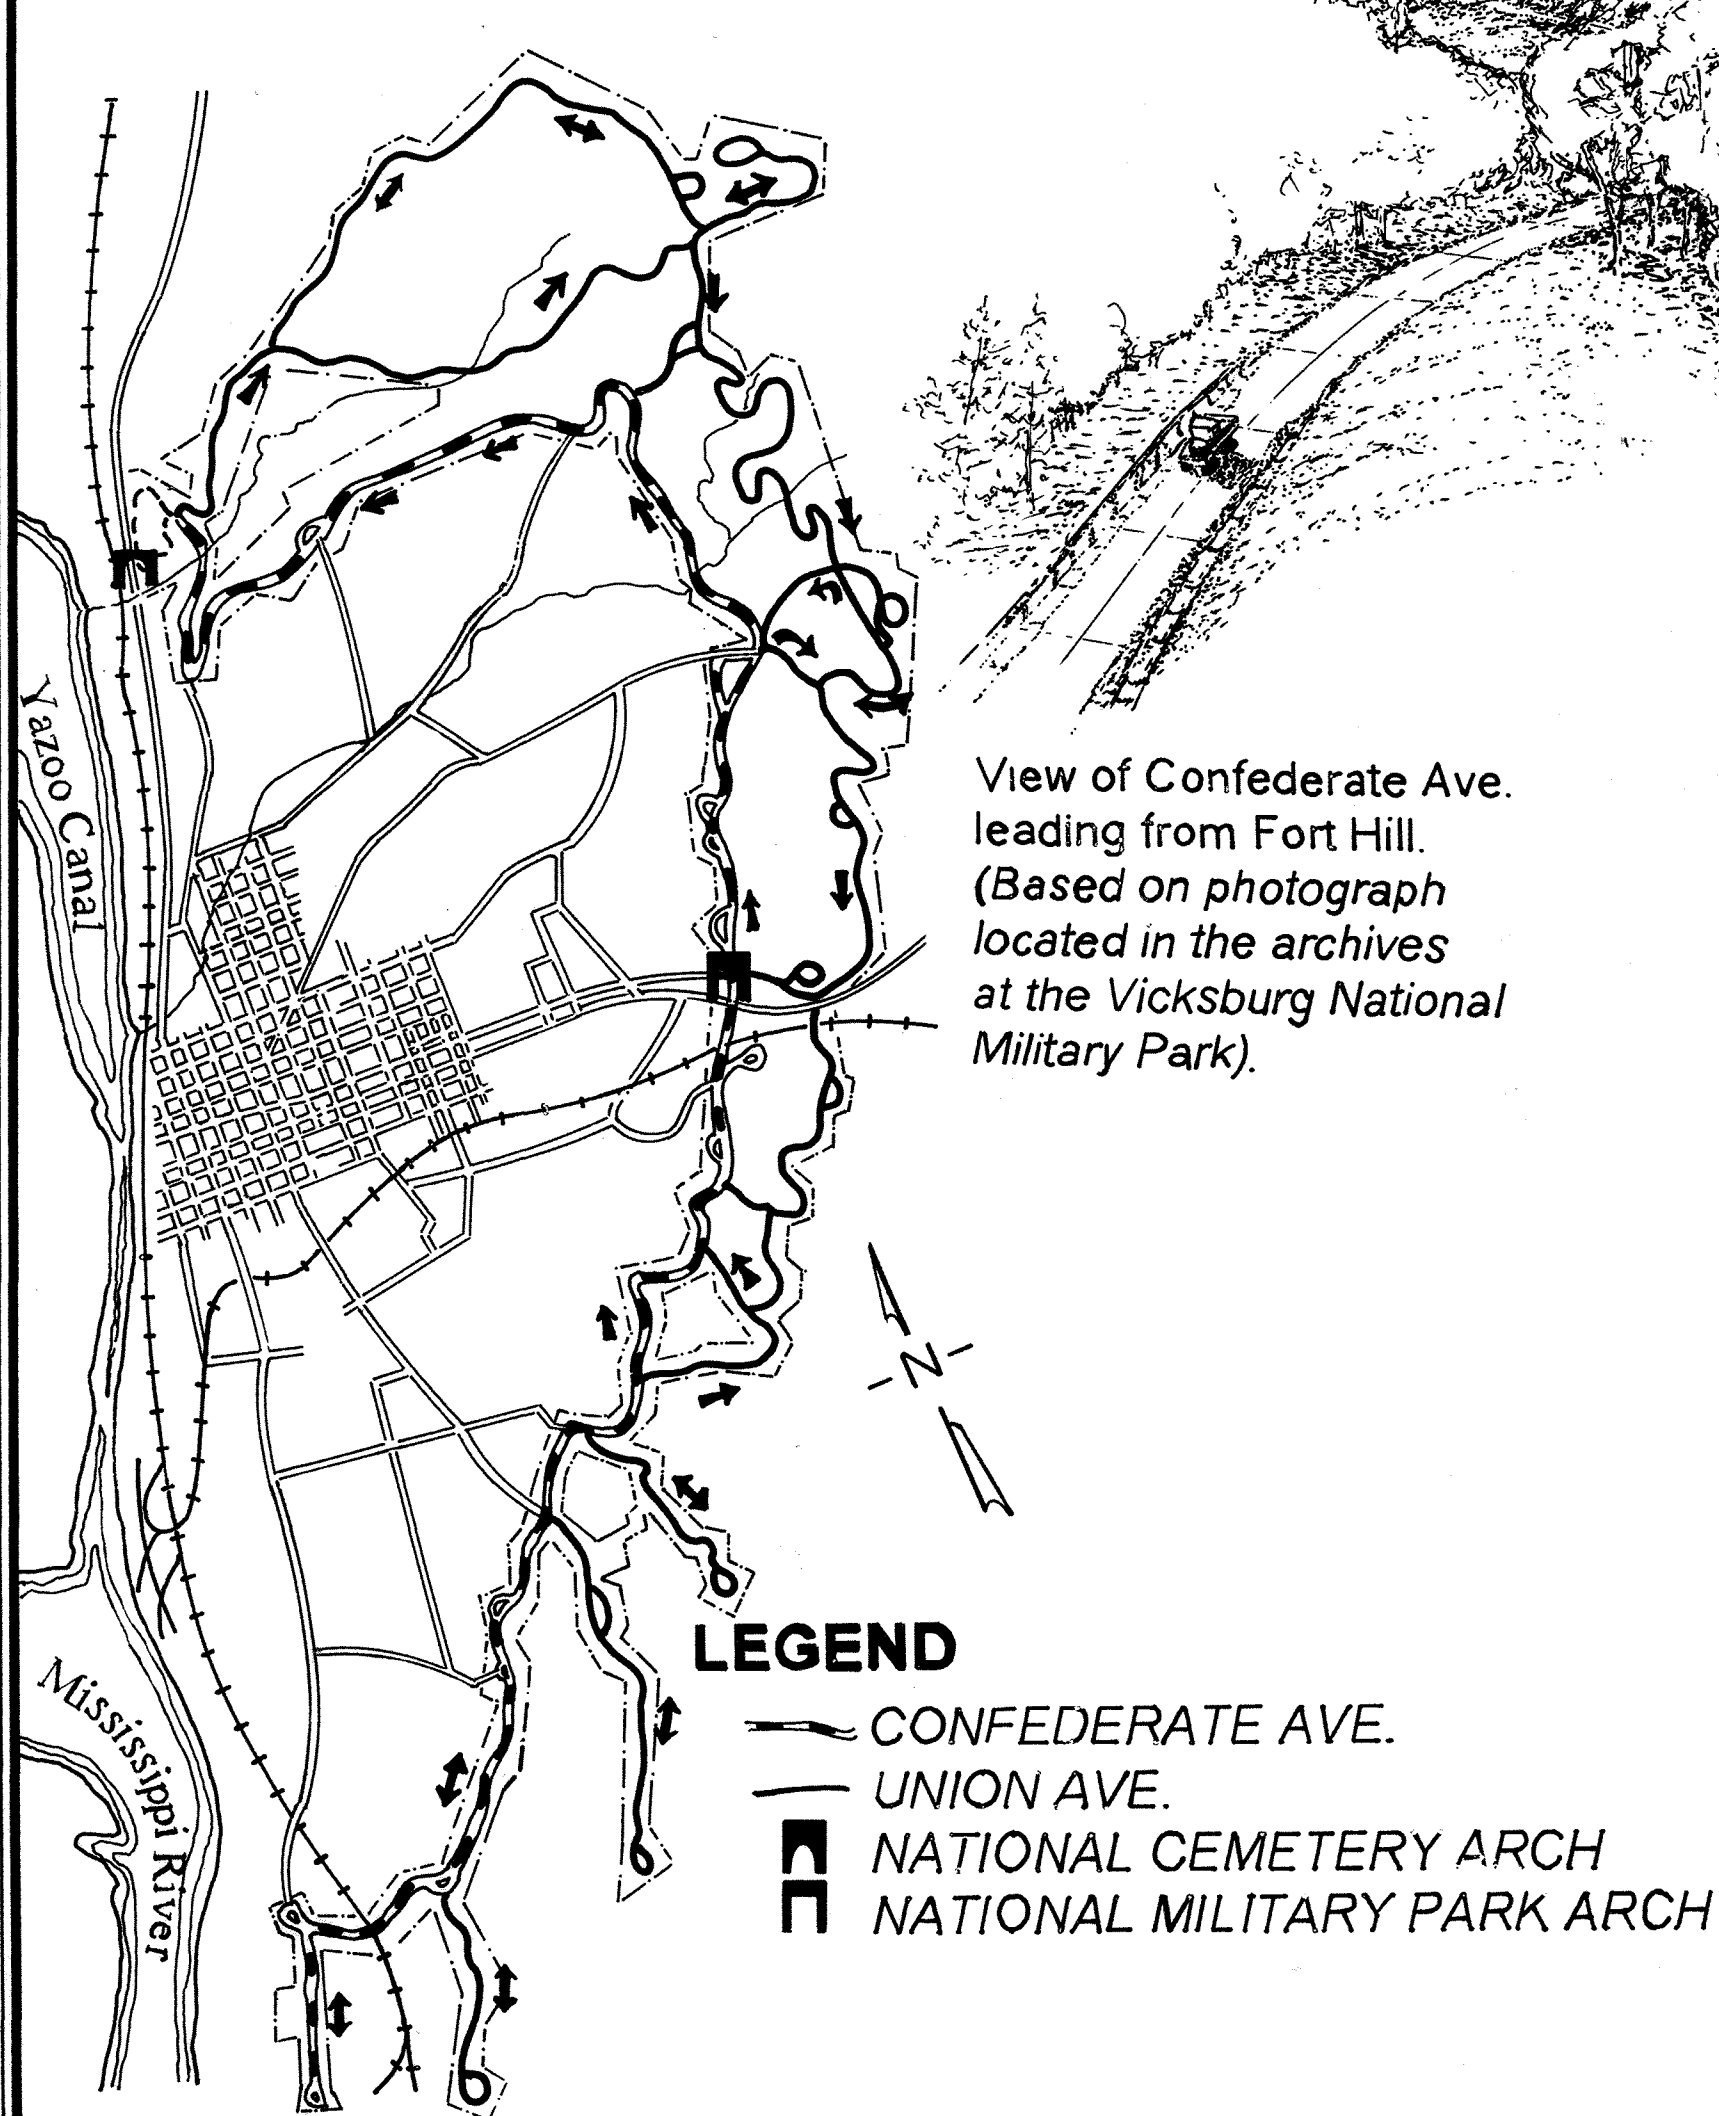 Yazoo Canal
View of Confederate Ave.
leading from Fort Hill.
(Based on photograph
located in the archives
at the Vicksburg National
Military Park).
N
LEGEND
CONFEDERATE AVE.
UNION AVE.
NATIONAL CEMETERY ARCH
NATIONAL MILITARY PARK ARCH
Mississippi River